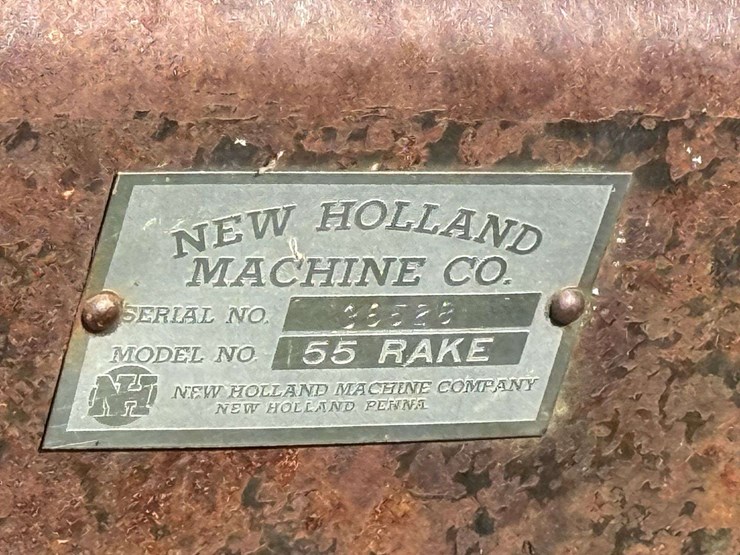 NEW HOLLAND
MACHINE CO.
SERIAL NO.
MODEL NO 55 RAKE
NH NEW HOLLAND MACHINE COMPANY
NEW HOLLAND PENNA